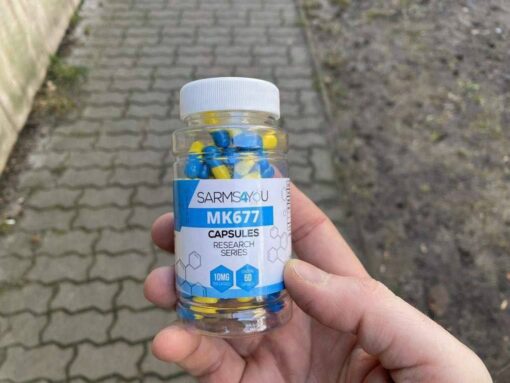 SARMS4YOU
MK677
CAPSULES
RESEARCH
SERIES
10MG
60